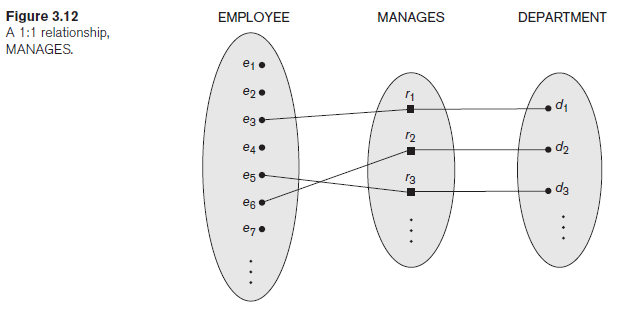 Figure 3.12
A 1:1 relationship,
MANAGES.
EMPLOYEE
MANAGES
DEPARTMENT
e1
e2
e3
e4
e5
e6
e7
r1
r2
r3
d1
d2
d3